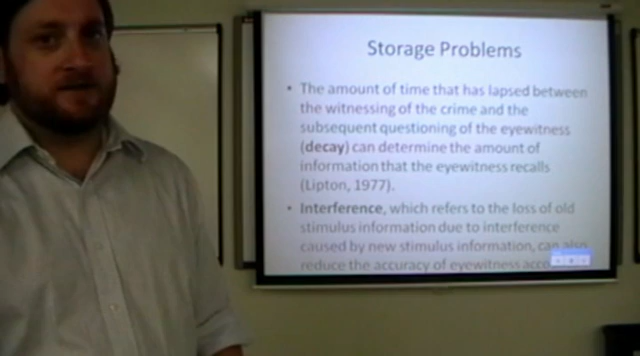 Storage Problems
• The amount of time that has lapsed between
the witnessing of the crime and the
subsequent questioning of the eyewitness
(decay) can determine the amount of
information that the eyewitness recalls
(Lipton, 1977).
• Interference, which refers to the loss of old
stimulus information due to interference
caused by new stimulus information, can also
reduce the accuracy of eyewitness